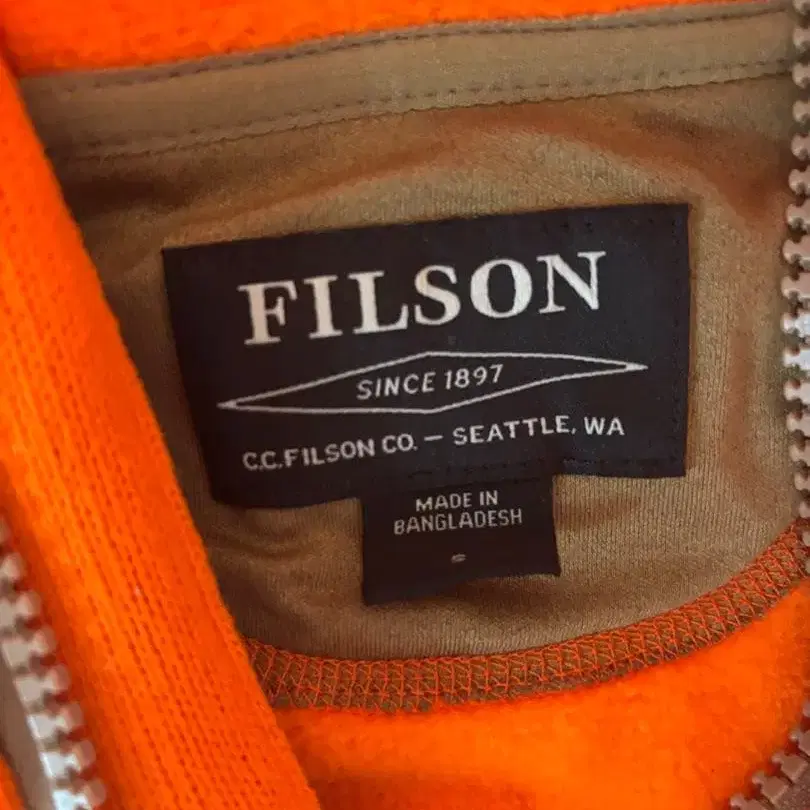 FILSON
SINCE 1897
C.C.FILSON CO. — SEATTLE, WA
MADE IN
BANGLADESH
S